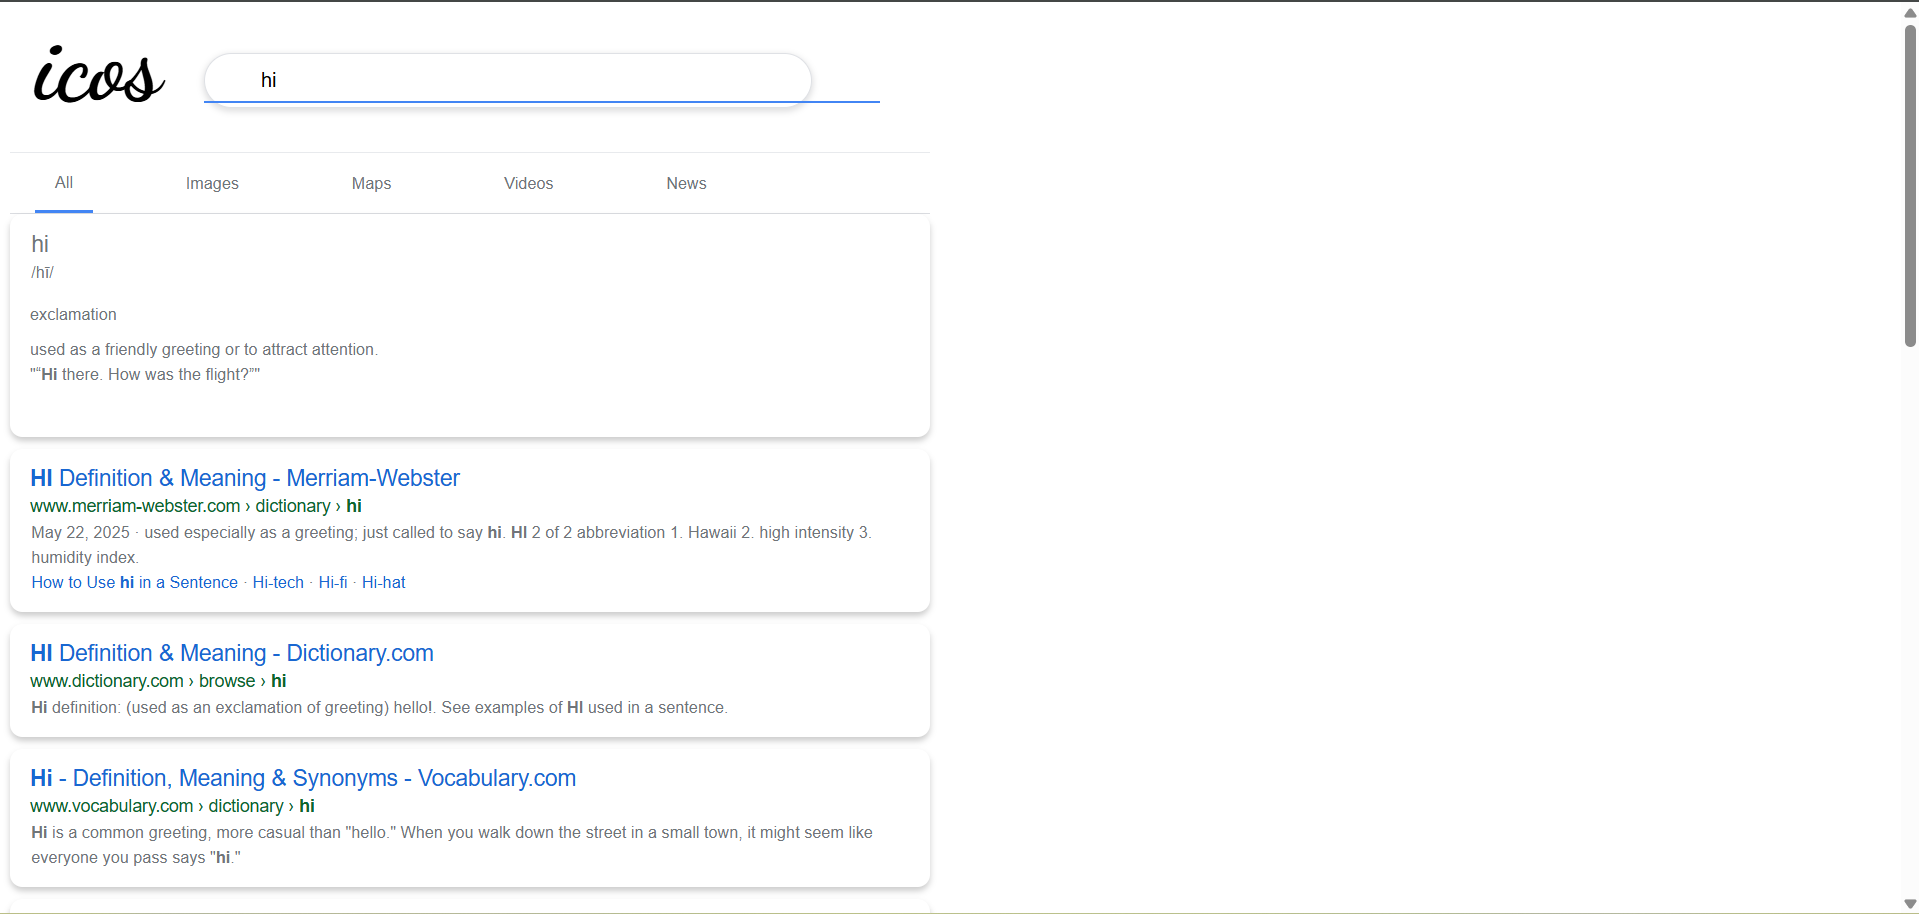 icos
hi
All Images Maps Videos News
hi
/hī/
exclamation
used as a friendly greeting or to attract attention.
"“Hi there. How was the flight?”"
HI Definition & Meaning - Merriam-Webster
www.merriam-webster.com › dictionary › hi
May 22, 2025 · used especially as a greeting; just called to say hi. HI 2 of 2 abbreviation 1. Hawaii 2. high intensity 3.
humidity index.
How to Use hi in a Sentence · Hi-tech · Hi-fi · Hi-hat
HI Definition & Meaning - Dictionary.com
www.dictionary.com › browse › hi
Hi definition: (used as an exclamation of greeting) hello!. See examples of HI used in a sentence.
Hi - Definition, Meaning & Synonyms - Vocabulary.com
www.vocabulary.com › dictionary › hi
Hi is a common greeting, more casual than "hello." When you walk down the street in a small town, it might seem like
everyone you pass says "hi."